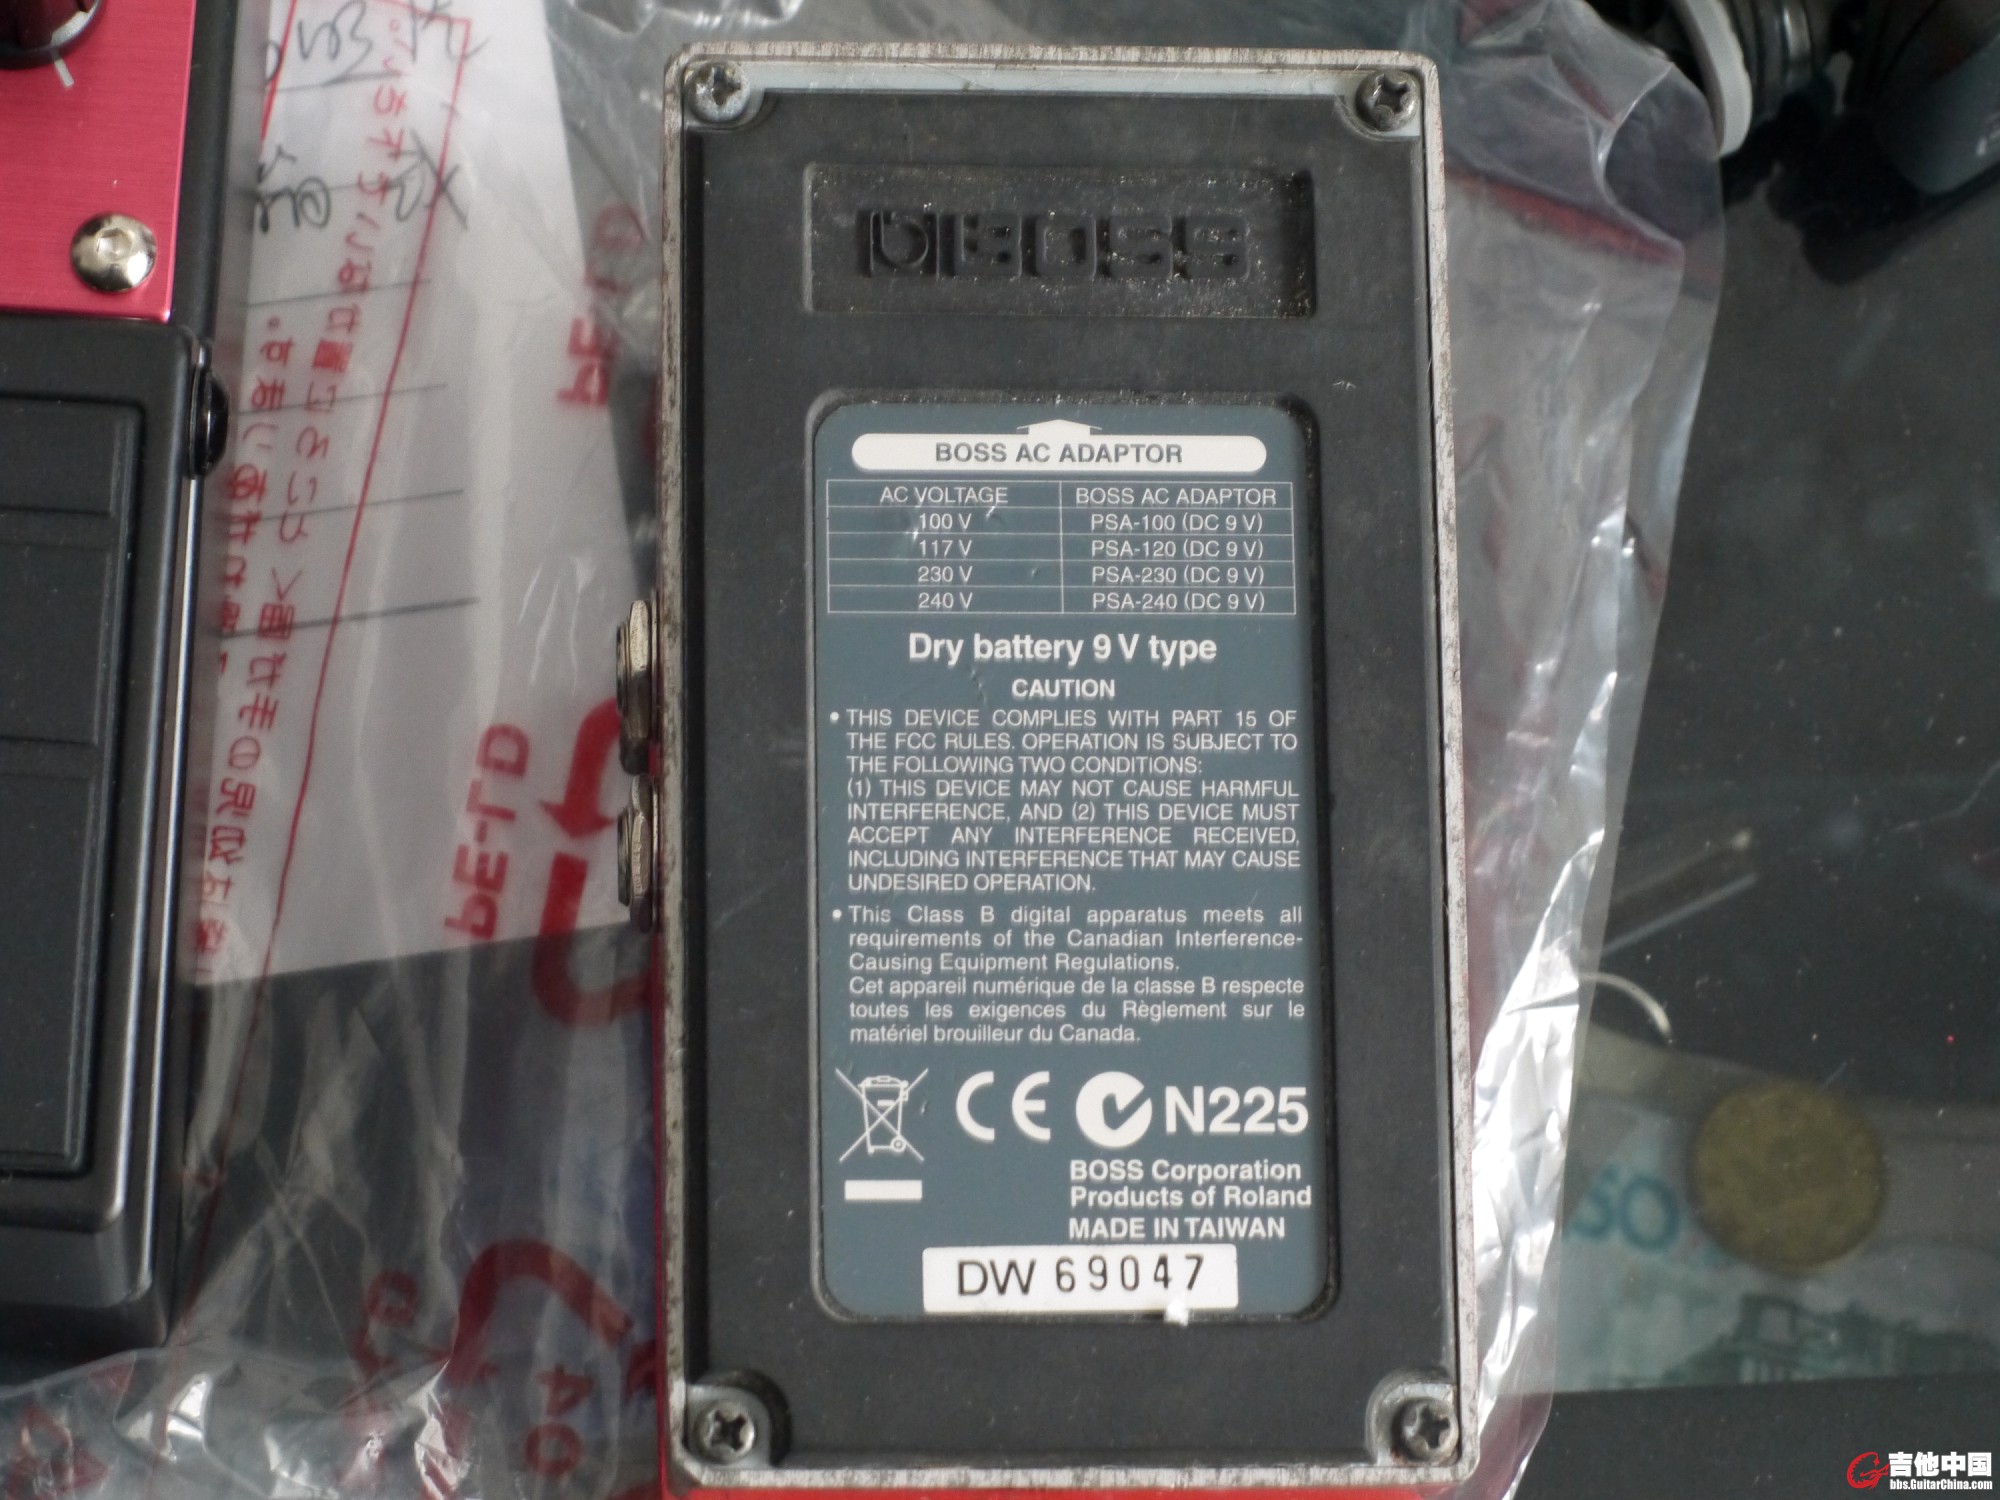 BOSS
BOSS AC ADAPTOR
AC VOLTAGE BOSS AC ADAPTOR
100 V PSA-100 (DC 9 V)
117 V PSA-120 (DC 9 V)
230 V PSA-230 (DC 9 V)
240 V PSA-240 (DC 9 V)
Dry battery 9 V type
CAUTION
• THIS DEVICE COMPLIES WITH PART 15 OF
THE FCC RULES. OPERATION IS SUBJECT TO
THE FOLLOWING TWO CONDITIONS:
(1) THIS DEVICE MAY NOT CAUSE HARMFUL
INTERFERENCE, AND (2) THIS DEVICE MUST
ACCEPT ANY INTERFERENCE RECEIVED,
INCLUDING INTERFERENCE THAT MAY CAUSE
UNDESIRED OPERATION.
• This Class B digital apparatus meets all
requirements of the Canadian Interference-
Causing Equipment Regulations.
Cet appareil numérique de la classe B respecte
toutes les exigences du Règlement sur le
matériel brouilleur du Canada.
CE N225
BOSS Corporation
Products of Roland
MADE IN TAIWAN
DW 69047
PE-LD
04
50
吉他中国
bbs.GuitarChina.com